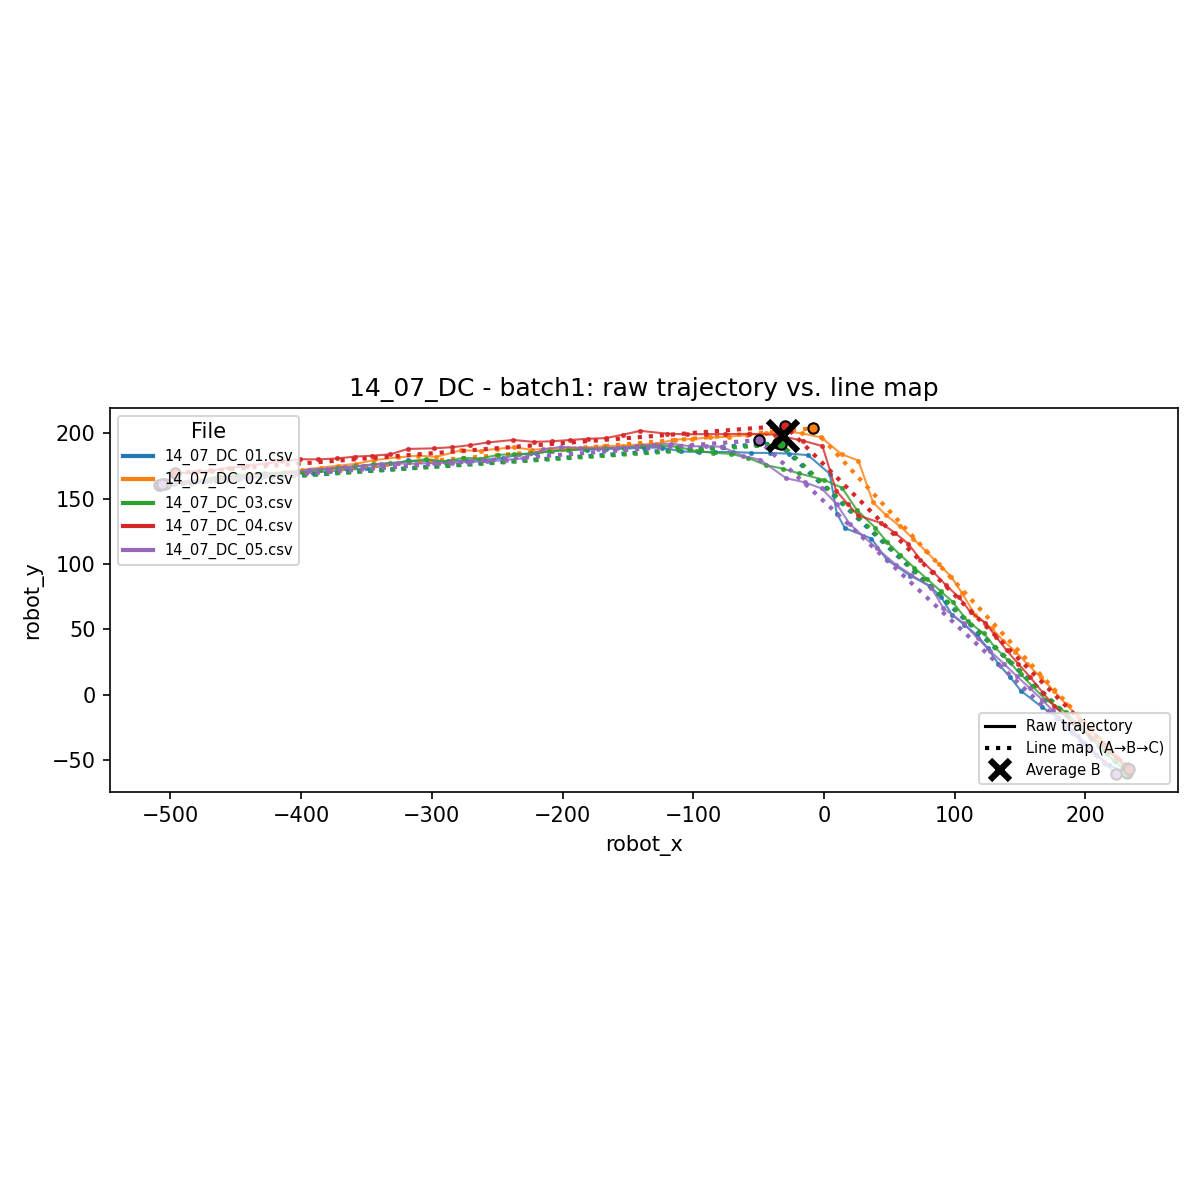 14_07_DC - batch1: raw trajectory vs. line map
File
14_07_DC_01.csv
14_07_DC_02.csv
14_07_DC_03.csv
14_07_DC_04.csv
14_07_DC_05.csv
200
150
100
50
0
−50
robot_y
Raw trajectory
Line map (A→B→C)
Average B
−500
−400
−300
−200
−100
0
100
200
robot_x